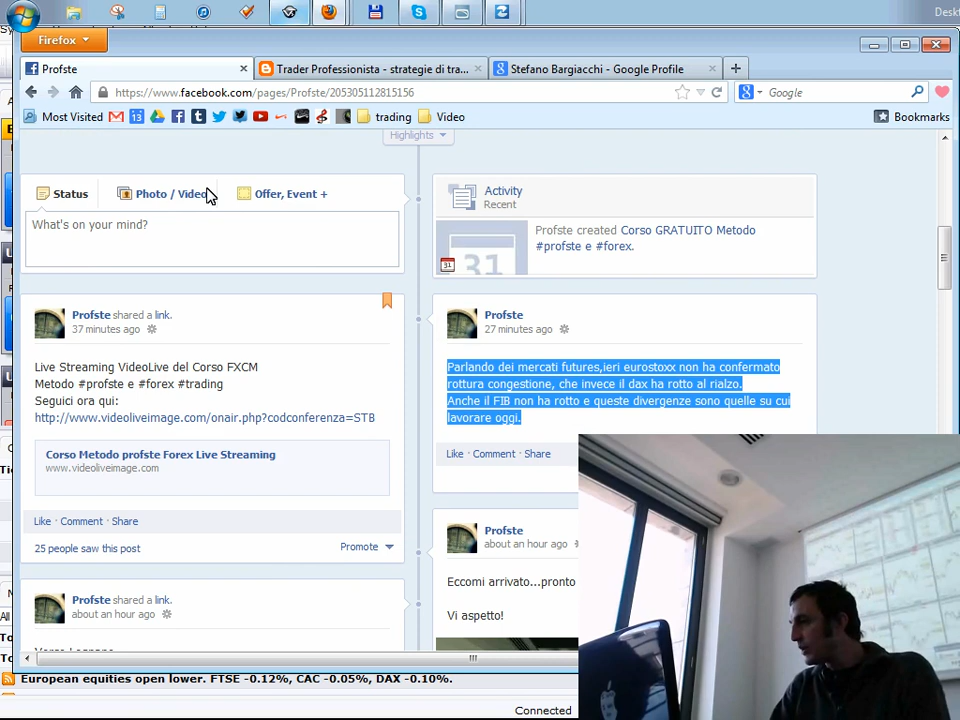 Deskt
Firefox
Profste
Trader Professionista - strategie di tra...
Stefano Bargiacchi - Google Profile
https://www.facebook.com/pages/Profste/205305112815156
Google
Most Visited
trading
Video
Bookmarks
Highlights
Status
Photo / Video
Offer, Event +
What's on your mind?
Activity
Recent
Profste created Corso GRATUITO Metodo
#profste e #forex.
31
Profste shared a link.
37 minutes ago
Live Streaming VideoLive del Corso FXCM
Metodo #profste e #forex #trading
Seguici ora qui:
http://www.videoliveimage.com/onair.php?codconferenza=STB
Corso Metodo profste Forex Live Streaming
www.videoliveimage.com
Like · Comment · Share
25 people saw this post
Promote
Profste
27 minutes ago
Parlando dei mercati futures,ieri eurostoxx non ha confermato
rottura congestione, che invece il dax ha rotto al rialzo.
Anche il FIB non ha rotto e queste divergenze sono quelle su cui
lavorare oggi.
Like · Comment · Share
Profste
about an hour ago
Eccomi arrivato...pronto
Vi aspetto!
Profste shared a link.
about an hour ago
European equities open lower. FTSE -0.12%, CAC -0.05%, DAX -0.10%.
Connected